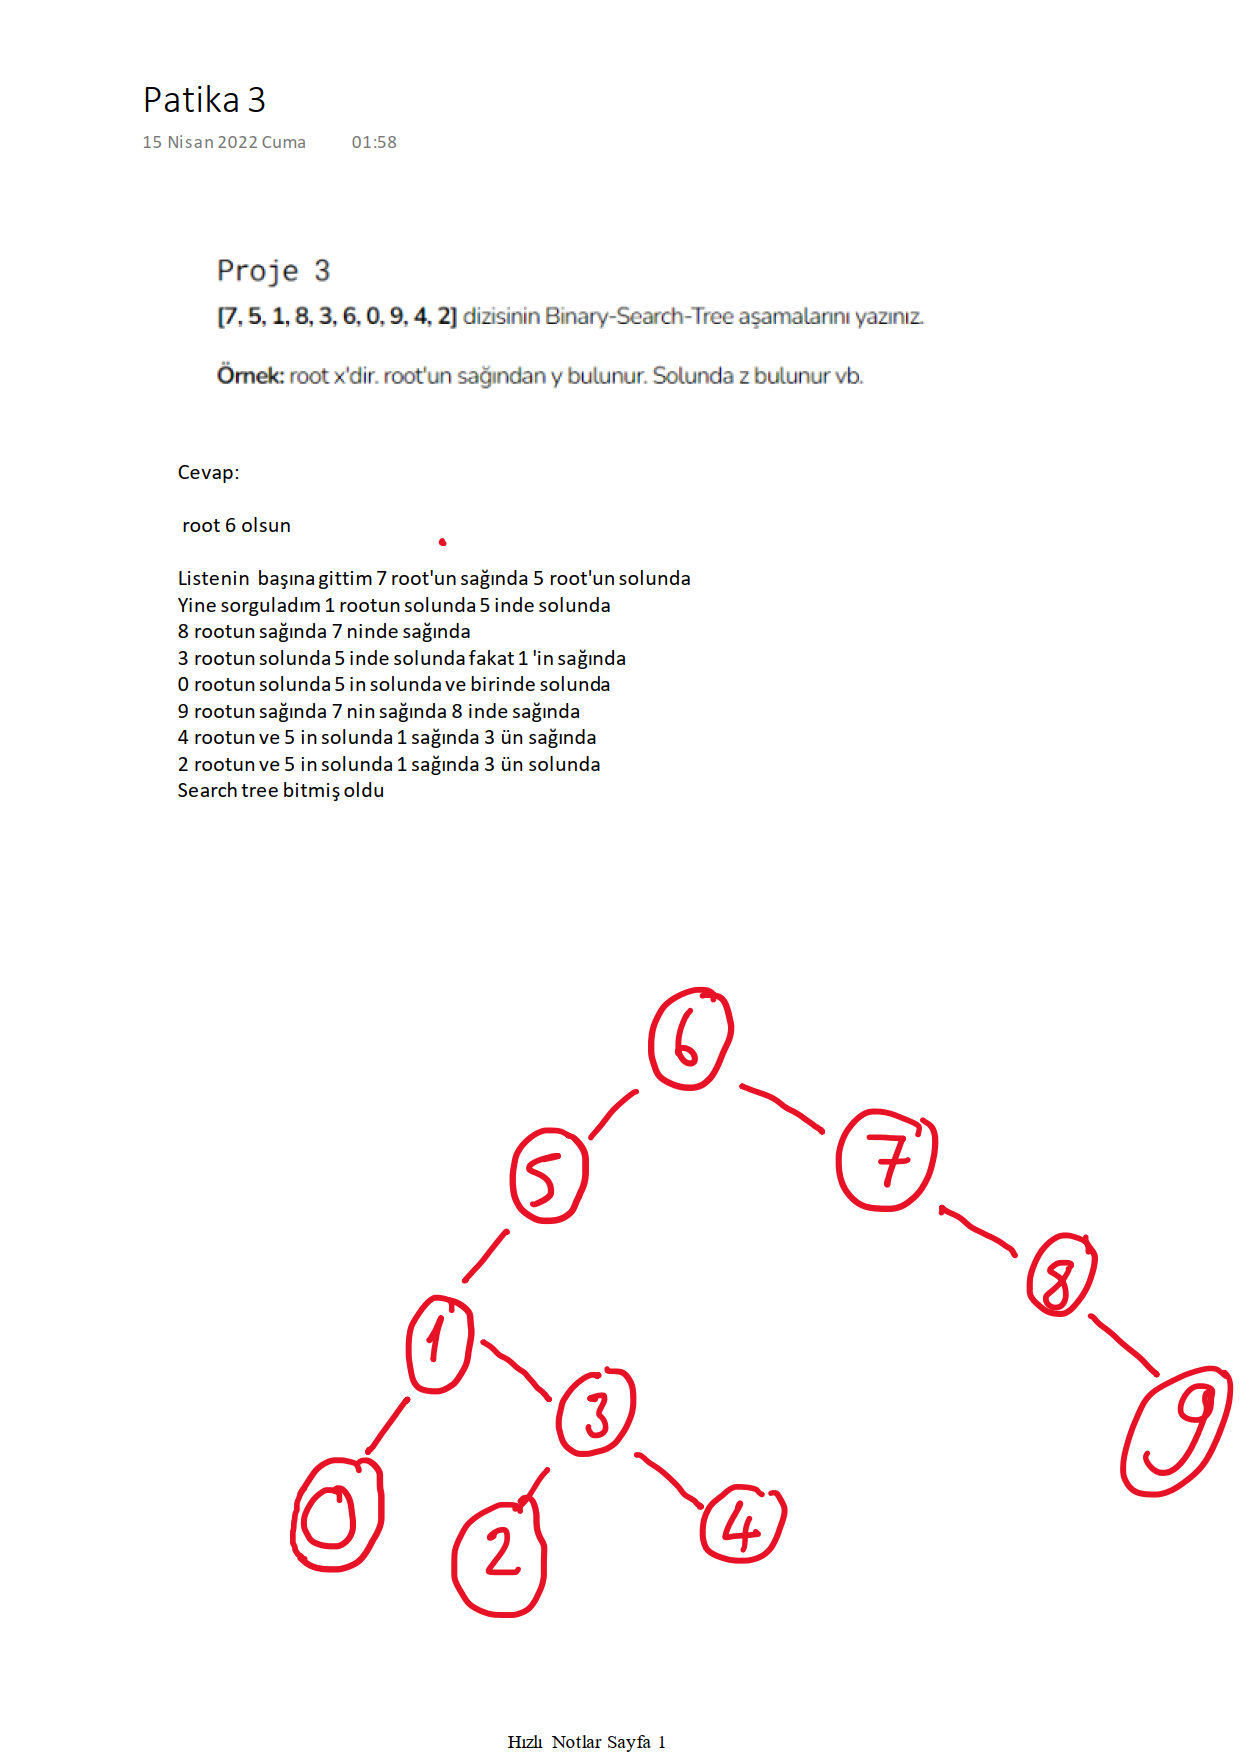 Patika 3
15 Nisan 2022 Cuma 01:58
Proje 3
[7, 5, 1, 8, 3, 6, 0, 9, 4, 2] dizisinin Binary-Search-Tree aşamalarını yazınız.
Örnek: root x'dir. root'un sağından y bulunur. Solunda z bulunur vb.
Cevap:
root 6 olsun
Listenin başına gittim 7 root'un sağında 5 root'un solunda
Yine sorguladım 1 rootun solunda 5 inde solunda
8 rootun sağında 7 ninde sağında
3 rootun solunda 5 inde solunda fakat 1 'in sağında
0 rootun solunda 5 in solunda ve birinde solunda
9 rootun sağında 7 nin sağında 8 inde sağında
4 rootun ve 5 in solunda 1 sağında 3 ün sağında
2 rootun ve 5 in solunda 1 sağında 3 ün solunda
Search tree bitmiş oldu
6
5 7
8
1
3 9
0 2 4
Hızlı Notlar Sayfa 1